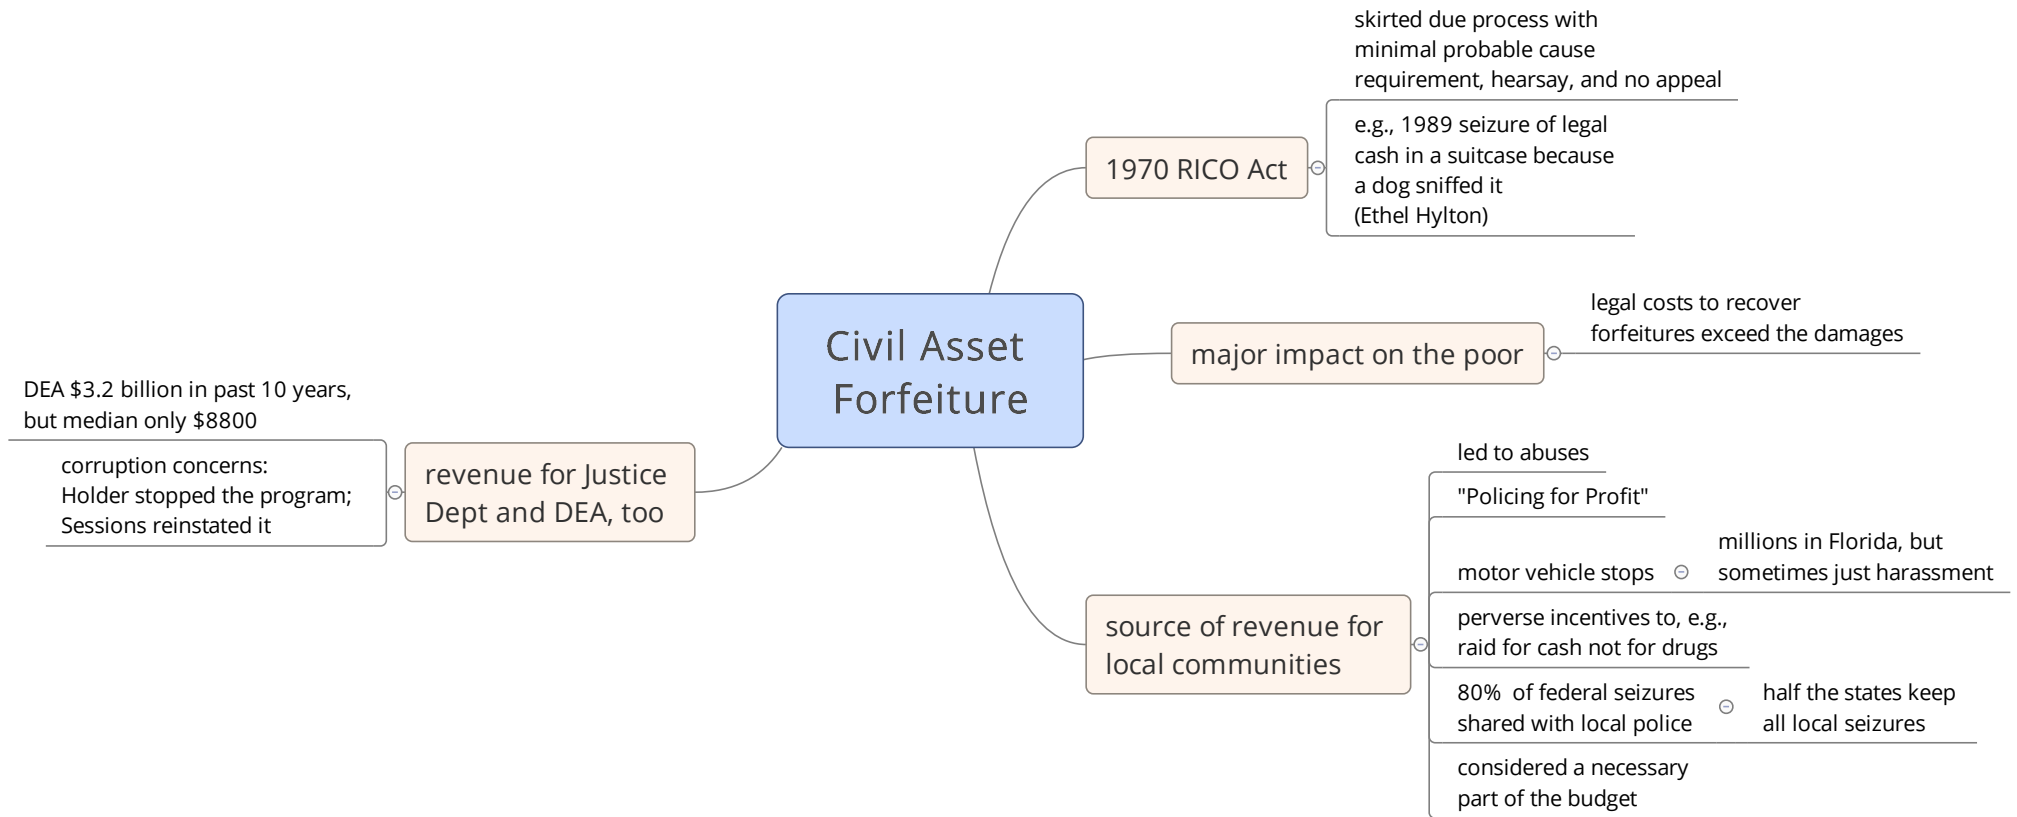 Civil Asset
Forfeiture
1970 RICO Act
skirted due process with
minimal probable cause
requirement, hearsay, and no appeal
e.g., 1989 seizure of legal
cash in a suitcase because
a dog sniffed it
(Ethel Hylton)
major impact on the poor
legal costs to recover
forfeitures exceed the damages
source of revenue for
local communities
led to abuses
"Policing for Profit"
motor vehicle stops
millions in Florida, but
sometimes just harassment
perverse incentives to, e.g.,
raid for cash not for drugs
80%  of federal seizures
shared with local police
half the states keep
all local seizures
considered a necessary
part of the budget
revenue for Justice
Dept and DEA, too
DEA $3.2 billion in past 10 years,
but median only $8800
corruption concerns:
Holder stopped the program;
Sessions reinstated it